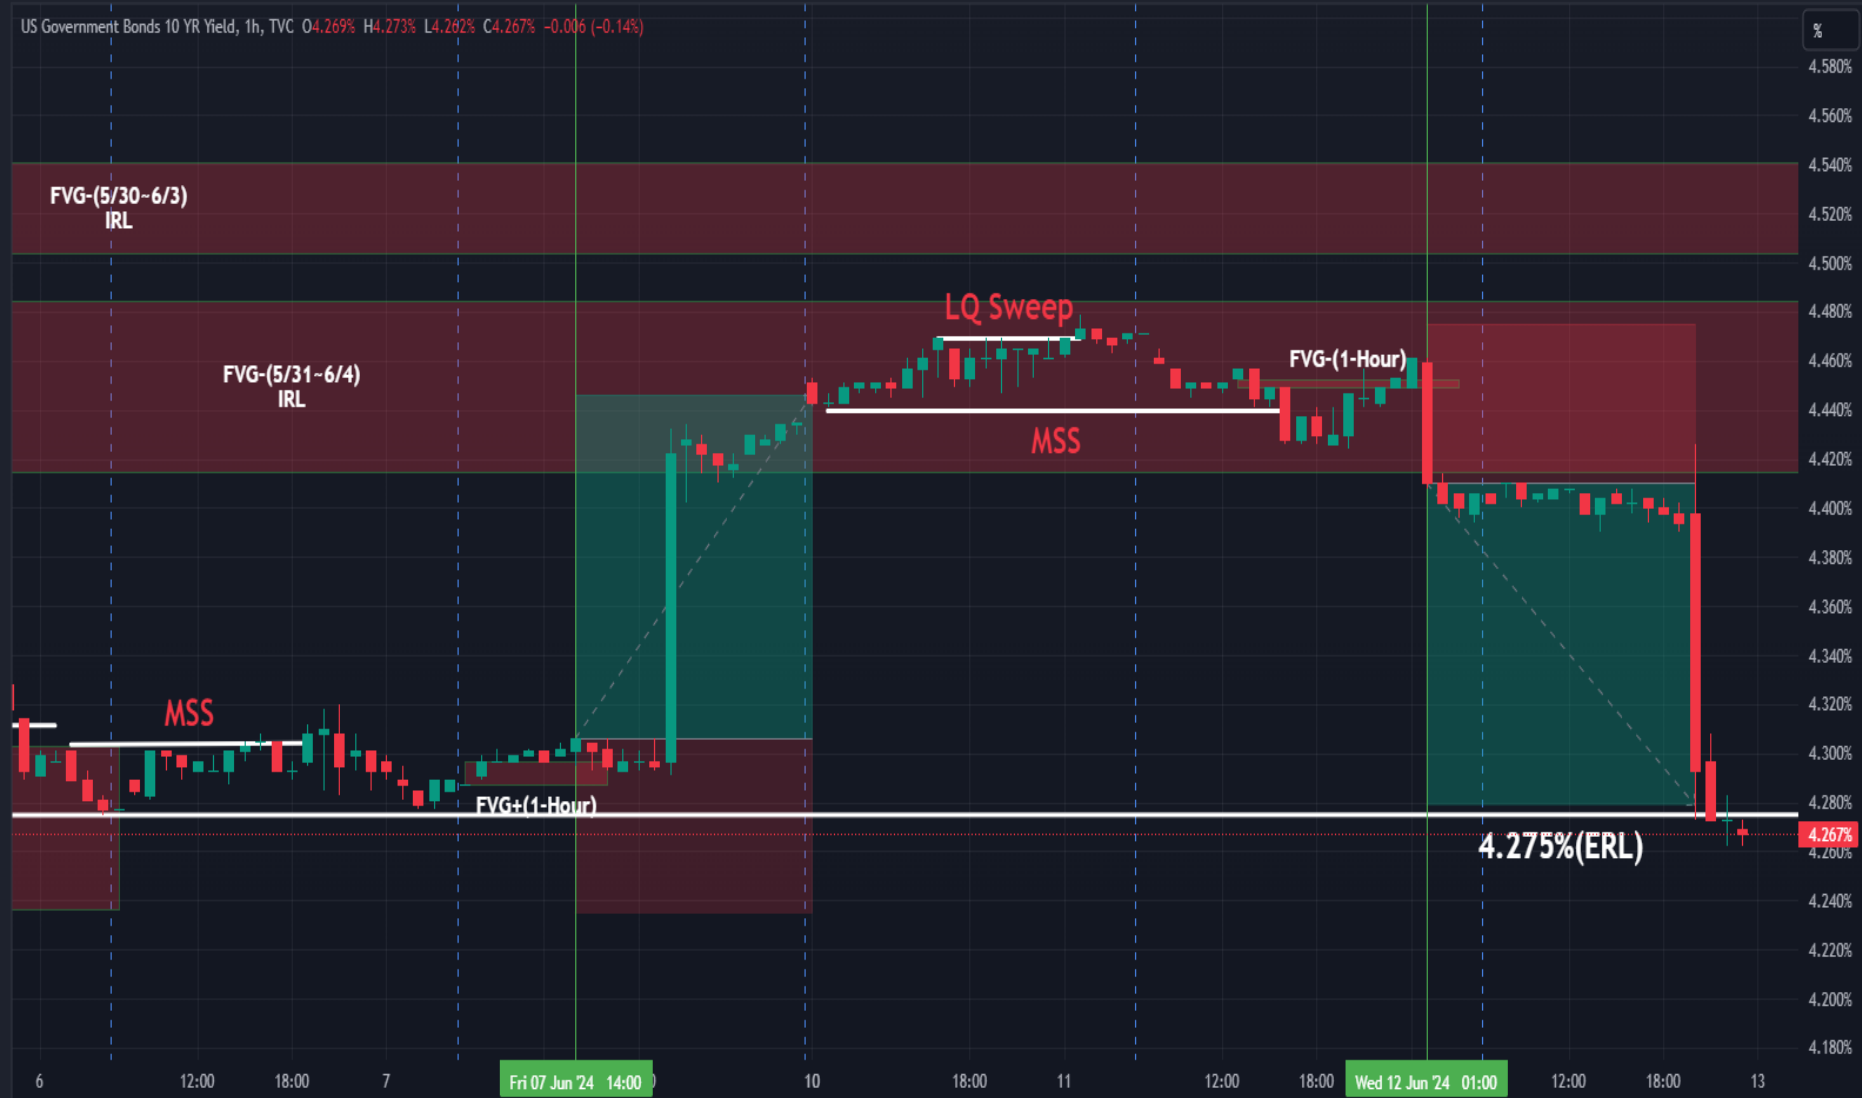 US Government Bonds 10 YR Yield, 1h, TVC O4.269% H4.273% L4.262% C4.267% −0.006 (−0.14%)
%
4.580%
4.560%
4.540%
4.520%
4.500%
4.480%
4.460%
4.440%
4.420%
4.400%
4.380%
4.360%
4.340%
4.320%
4.300%
4.280%
4.267%
4.260%
4.240%
4.220%
4.200%
4.180%
FVG-(5/30~6/3)
IRL
LQ Sweep
FVG-(1-Hour)
FVG-(5/31~6/4)
IRL
MSS
MSS
FVG+(1-Hour)
4.275%(ERL)
6 12:00 18:00 7 Fri 07 Jun '24 14:00 10 18:00 11 12:00 18:00 Wed 12 Jun '24 01:00 12:00 18:00 13